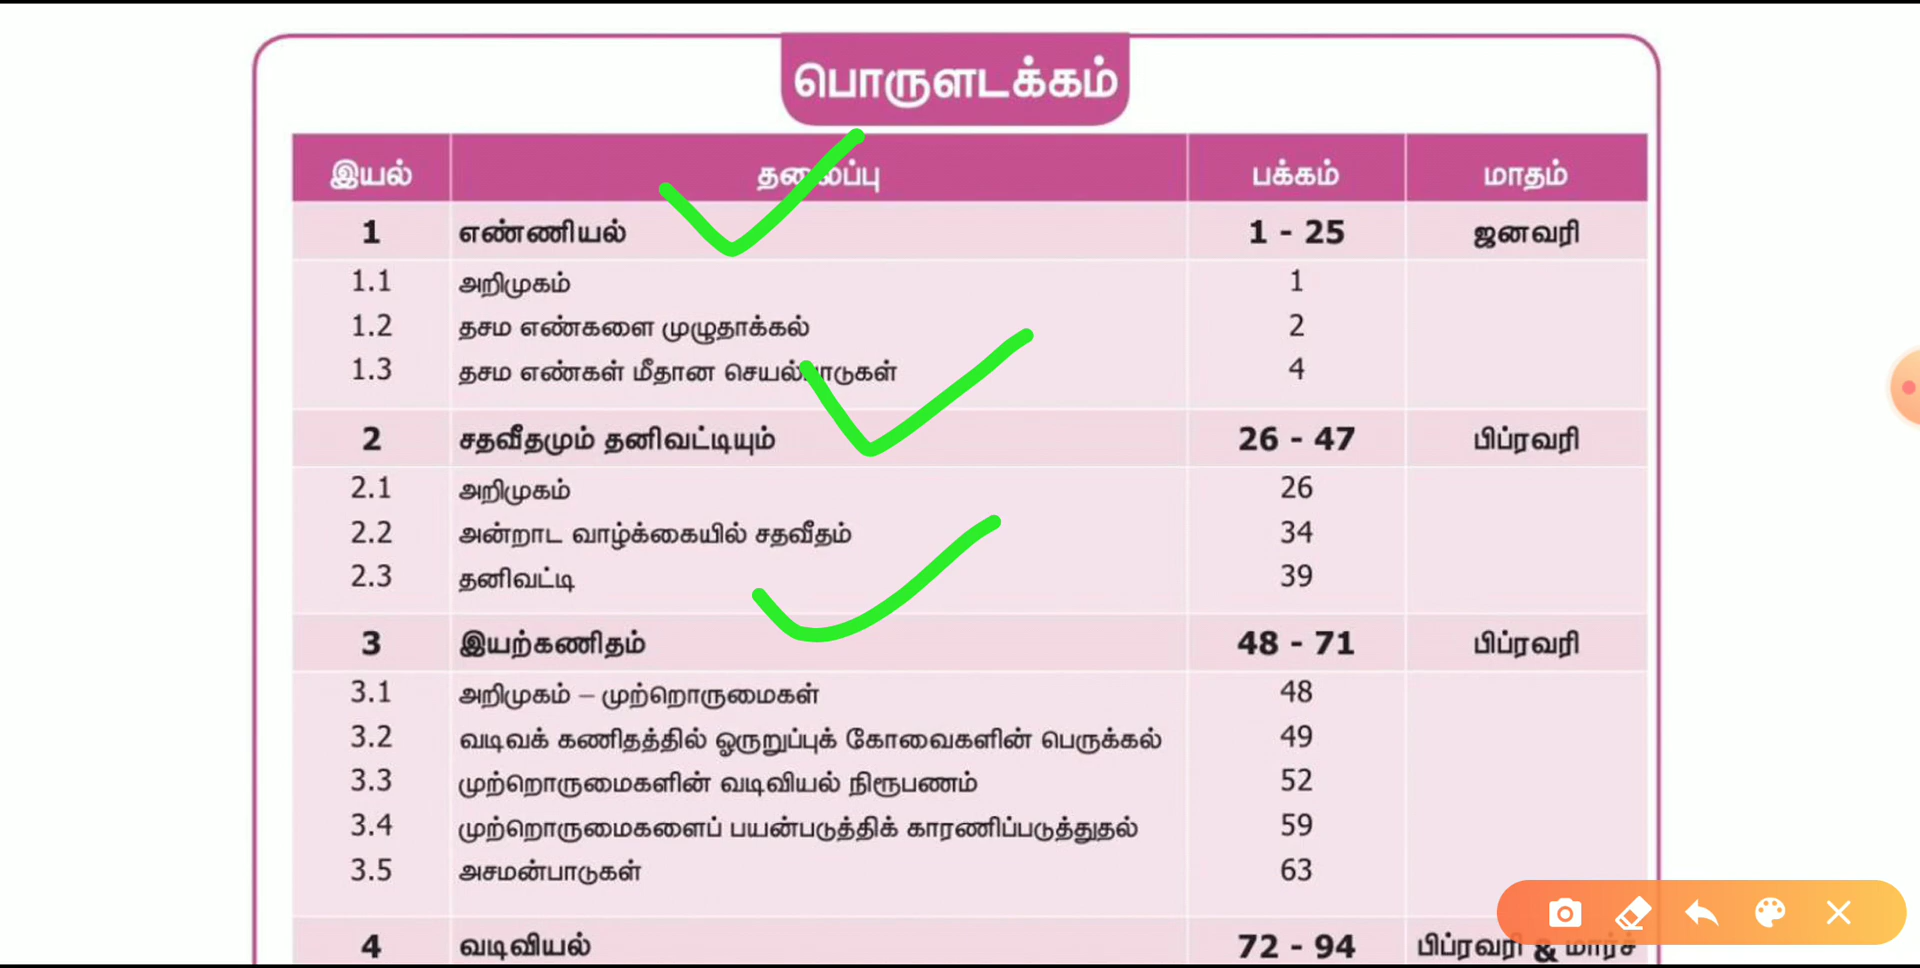 பொருளடக்கம்
இயல் தலைப்பு பக்கம் மாதம்
1 எண்ணியல் 1 - 25 ஜனவரி
1.1 அறிமுகம் 1
1.2 தசம எண்களை முழுதாக்கல் 2
1.3 தசம எண்கள் மீதான செயல்பாடுகள் 4
2 சதவீதமும் தனிவட்டியும் 26 - 47 பிப்ரவரி
2.1 அறிமுகம் 26
2.2 அன்றாட வாழ்க்கையில் சதவீதம் 34
2.3 தனிவட்டி 39
3 இயற்கணிதம் 48 - 71 பிப்ரவரி
3.1 அறிமுகம் – முற்றொருமைகள் 48
3.2 வடிவக் கணிதத்தில் ஓருறுப்புக் கோவைகளின் பெருக்கல் 49
3.3 முற்றொருமைகளின் வடிவியல் நிரூபணம் 52
3.4 முற்றொருமைகளைப் பயன்படுத்திக் காரணிப்படுத்துதல் 59
3.5 அசமன்பாடுகள் 63
4 வடிவியல் 72 - 94 பிப்ரவரி & மார்ச்